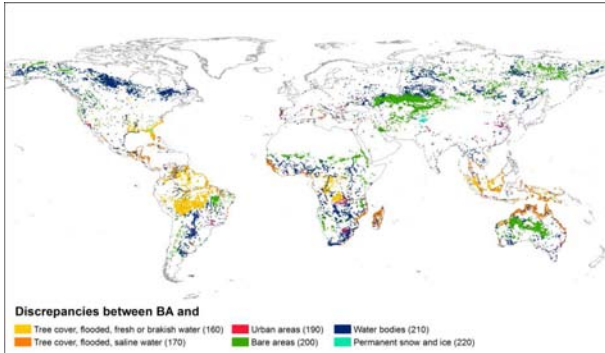 Discrepancies between BA and
Tree cover, flooded, fresh or brakish water (160)
Tree cover, flooded, saline water (170)
Urban areas (190)
Bare areas (200)
Water bodies (210)
Permanent snow and ice (220)